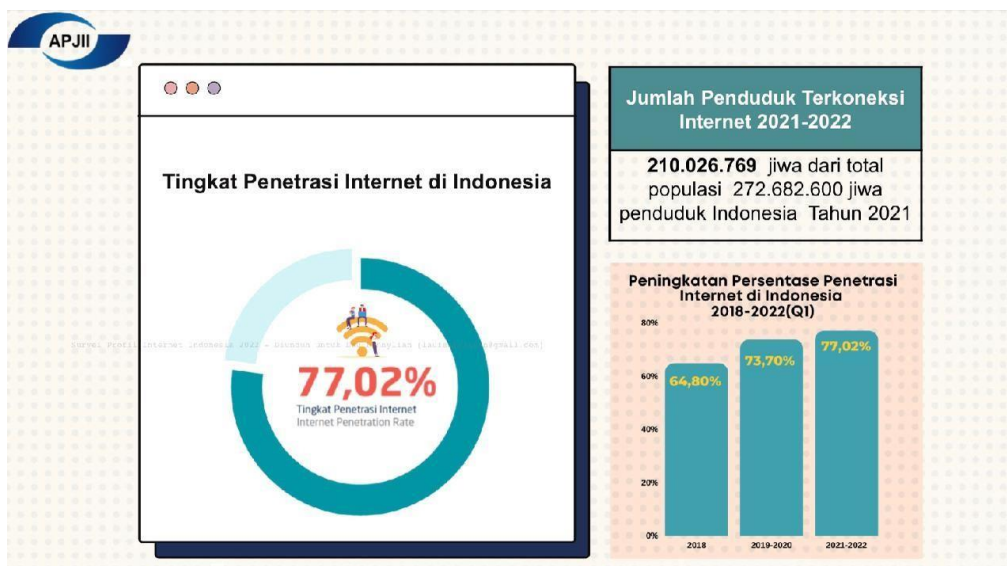 APJII
Tingkat Penetrasi Internet di Indonesia
77,02%
Tingkat Penetrasi Internet
Internet Penetration Rate
Jumlah Penduduk Terkoneksi
Internet 2021-2022
210.026.769 jiwa dari total
populasi 272.682.600 jiwa
penduduk Indonesia Tahun 2021
Peningkatan Persentase Penetrasi
Internet di Indonesia
2018-2022(Q1)
80%
60%
40%
20%
0%
64,80%
73,70%
77,02%
2018
2019-2020
2021-2022